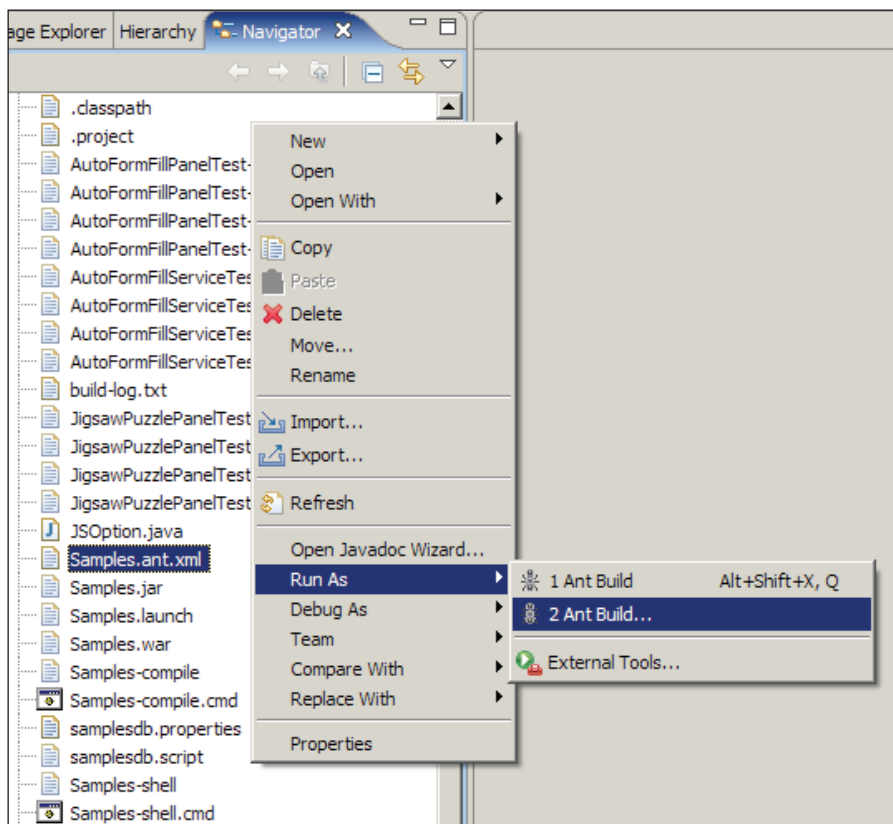 age Explorer Hierarchy Navigator
.classpath
.project
AutoFormFillPanelTest-
AutoFormFillPanelTest-
AutoFormFillPanelTest-
AutoFormFillPanelTest-
AutoFormFillServiceTes
AutoFormFillServiceTes
AutoFormFillServiceTes
AutoFormFillServiceTes
build-log.txt
JigsawPuzzlePanelTest
JigsawPuzzlePanelTest
JigsawPuzzlePanelTest
JigsawPuzzlePanelTest
JSOption.java
Samples.ant.xml
Samples.jar
Samples.launch
Samples.war
Samples-compile
Samples-compile.cmd
samplesdb.properties
samplesdb.script
Samples-shell
Samples-shell.cmd
New
Open
Open With
Copy
Paste
Delete
Move...
Rename
Import...
Export...
Refresh
Open Javadoc Wizard...
Run As
Debug As
Team
Compare With
Replace With
Properties
1 Ant Build Alt+Shift+X, Q
2 Ant Build...
External Tools...